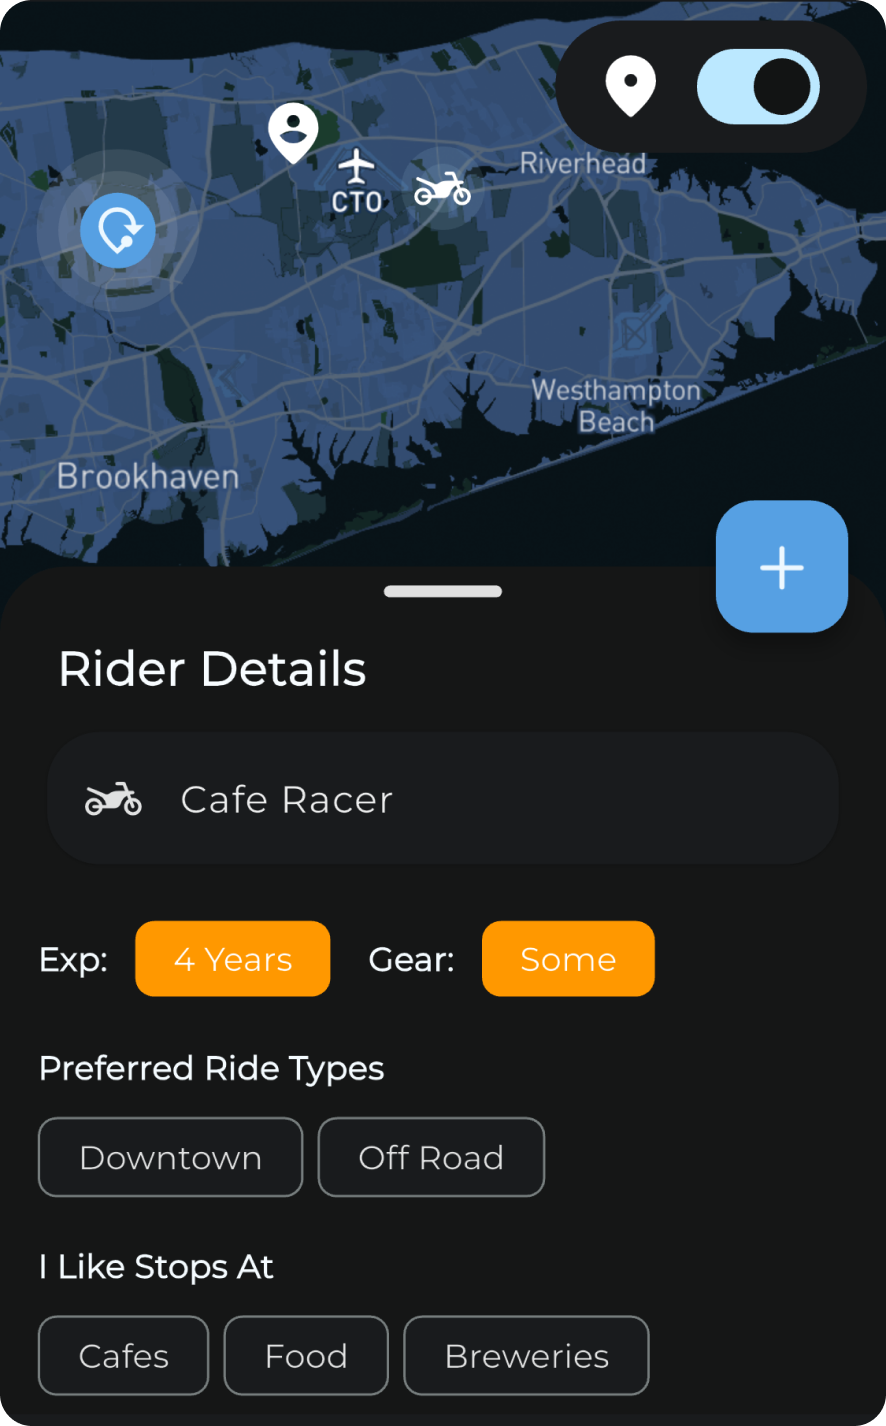 Riverhead
CTO
Westhampton
Beach
Brookhaven
Rider Details
Cafe Racer
Exp: 4 Years Gear: Some
Preferred Ride Types
Downtown Off Road
I Like Stops At
Cafes Food Breweries